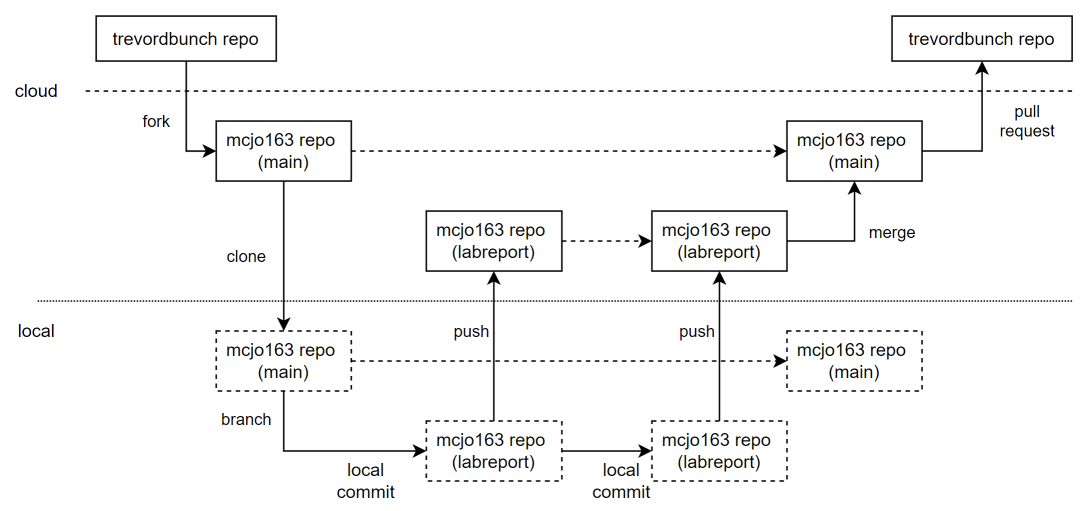 trevordbunch repo
trevordbunch repo
cloud
fork
pull
request
mcjo163 repo
(main)
mcjo163 repo
(main)
mcjo163 repo
(labreport)
mcjo163 repo
(labreport)
merge
clone
local
push
push
mcjo163 repo
(main)
mcjo163 repo
(main)
branch
mcjo163 repo
(labreport)
mcjo163 repo
(labreport)
local
commit
local
commit